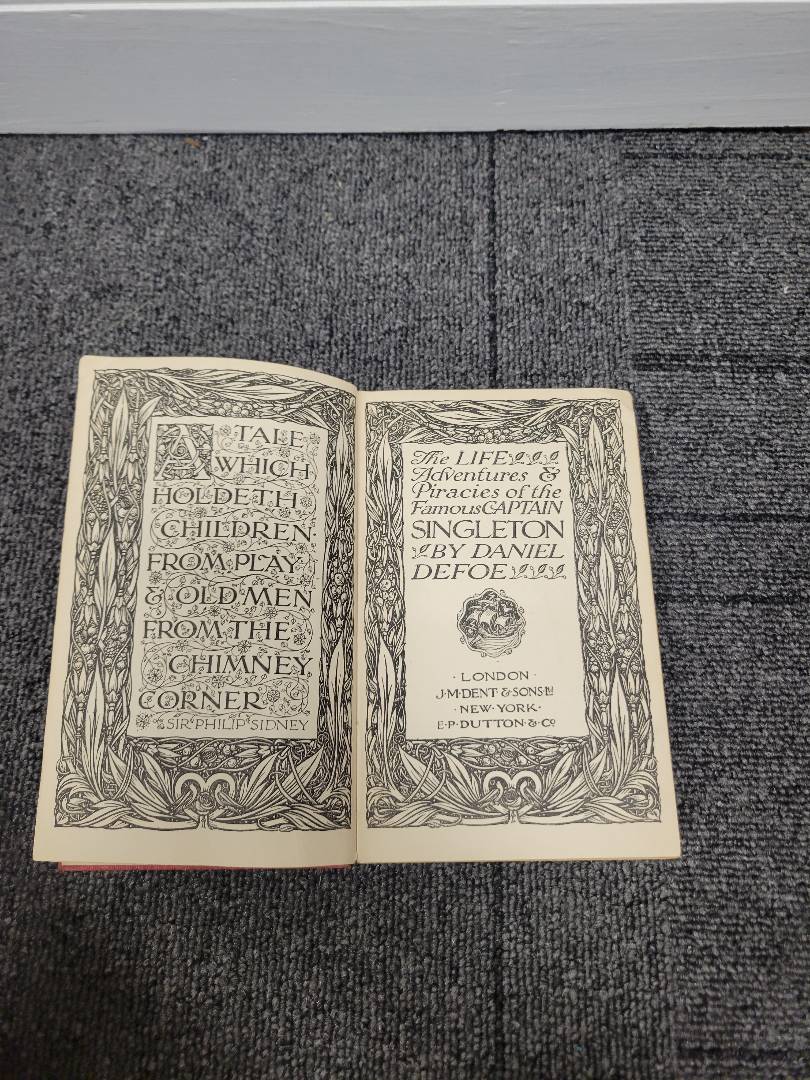 A TALE
WHICH
HOLDETH
CHILDREN
FROM PLAY
& OLD MEN
FROM THE
CHIMNEY
CORNER
SIR PHILIP SIDNEY
The LIFE
Adventures &
Piracies of the
Famous CAPTAIN
SINGLETON
BY DANIEL
DEFOE
LONDON
J.M.DENT & SONS LTD
NEW YORK
E.P.DUTTON & CO